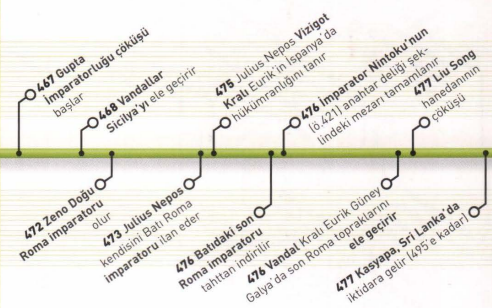 467 Gupta
İmparatorluğu çöküşü
başlar
468 Vandallar
Sicilya'yı ele geçirir
475 Julius Nepos Vizigot
Kralı Eurik'in İspanya'da
hükümranlığını tanır
476 İmparator Nintoku'nun
(ö.421) anahtar deliği şek-
lindeki mezarı tamamlanır
477 Liu Song
hanedanının
çöküşü
472 Zeno Doğu
Roma imparatoru
olur
473 Julius Nepos
kendisini Batı Roma
imparatoru ilan eder
476 Batıdaki son
Roma imparatoru
tahttan indirilir
476 Vandal Kralı Eurik Güney
Galya'da son Roma topraklarını
ele geçirir
477 Kasyapa, Sri Lanka'da
iktidara gelir (495'e kadar)